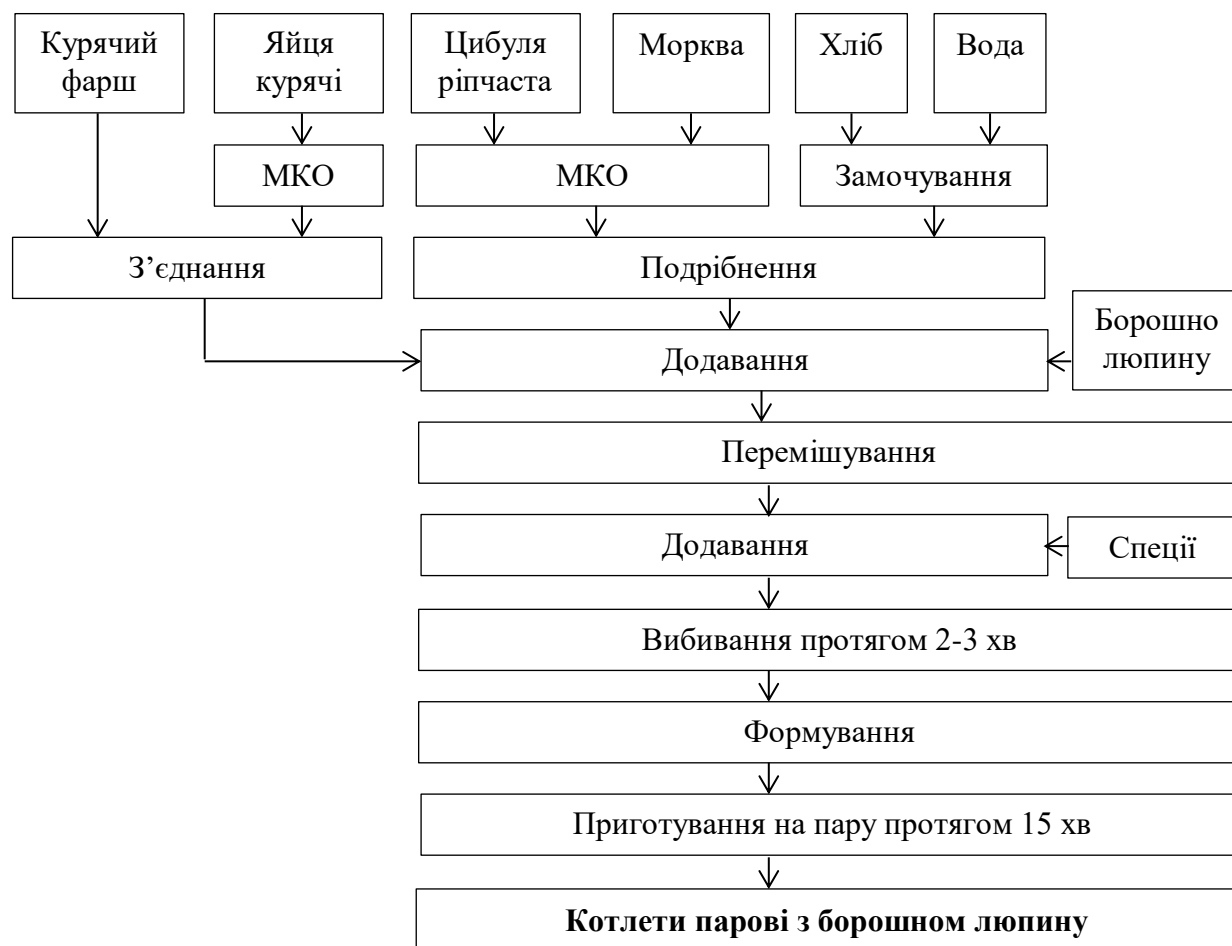 Курячий
фарш
Яйця
курячі
Цибуля
ріпчаста
Морква
Хліб
Вода
МКО
МКО
Замочування
З’єднання
Подрібнення
Борошно
люпину
Додавання
Перемішування
Додавання
Спеції
Вибивання протягом 2-3 хв
Формування
Приготування на пару протягом 15 хв
Котлети парові з борошном люпину